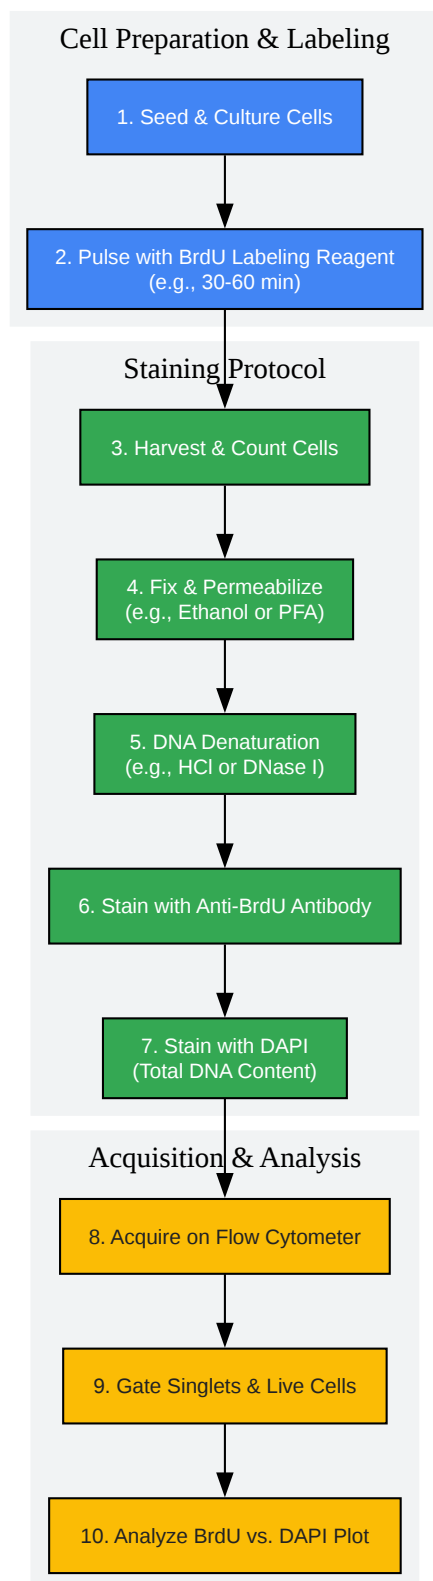 Cell Preparation & Labeling
1. Seed & Culture Cells
2. Pulse with BrdU Labeling Reagent
(e.g., 30-60 min)
Staining Protocol
3. Harvest & Count Cells
4. Fix & Permeabilize
(e.g., Ethanol or PFA)
5. DNA Denaturation
(e.g., HCl or DNase I)
6. Stain with Anti-BrdU Antibody
7. Stain with DAPI
(Total DNA Content)
Acquisition & Analysis
8. Acquire on Flow Cytometer
9. Gate Singlets & Live Cells
10. Analyze BrdU vs. DAPI Plot